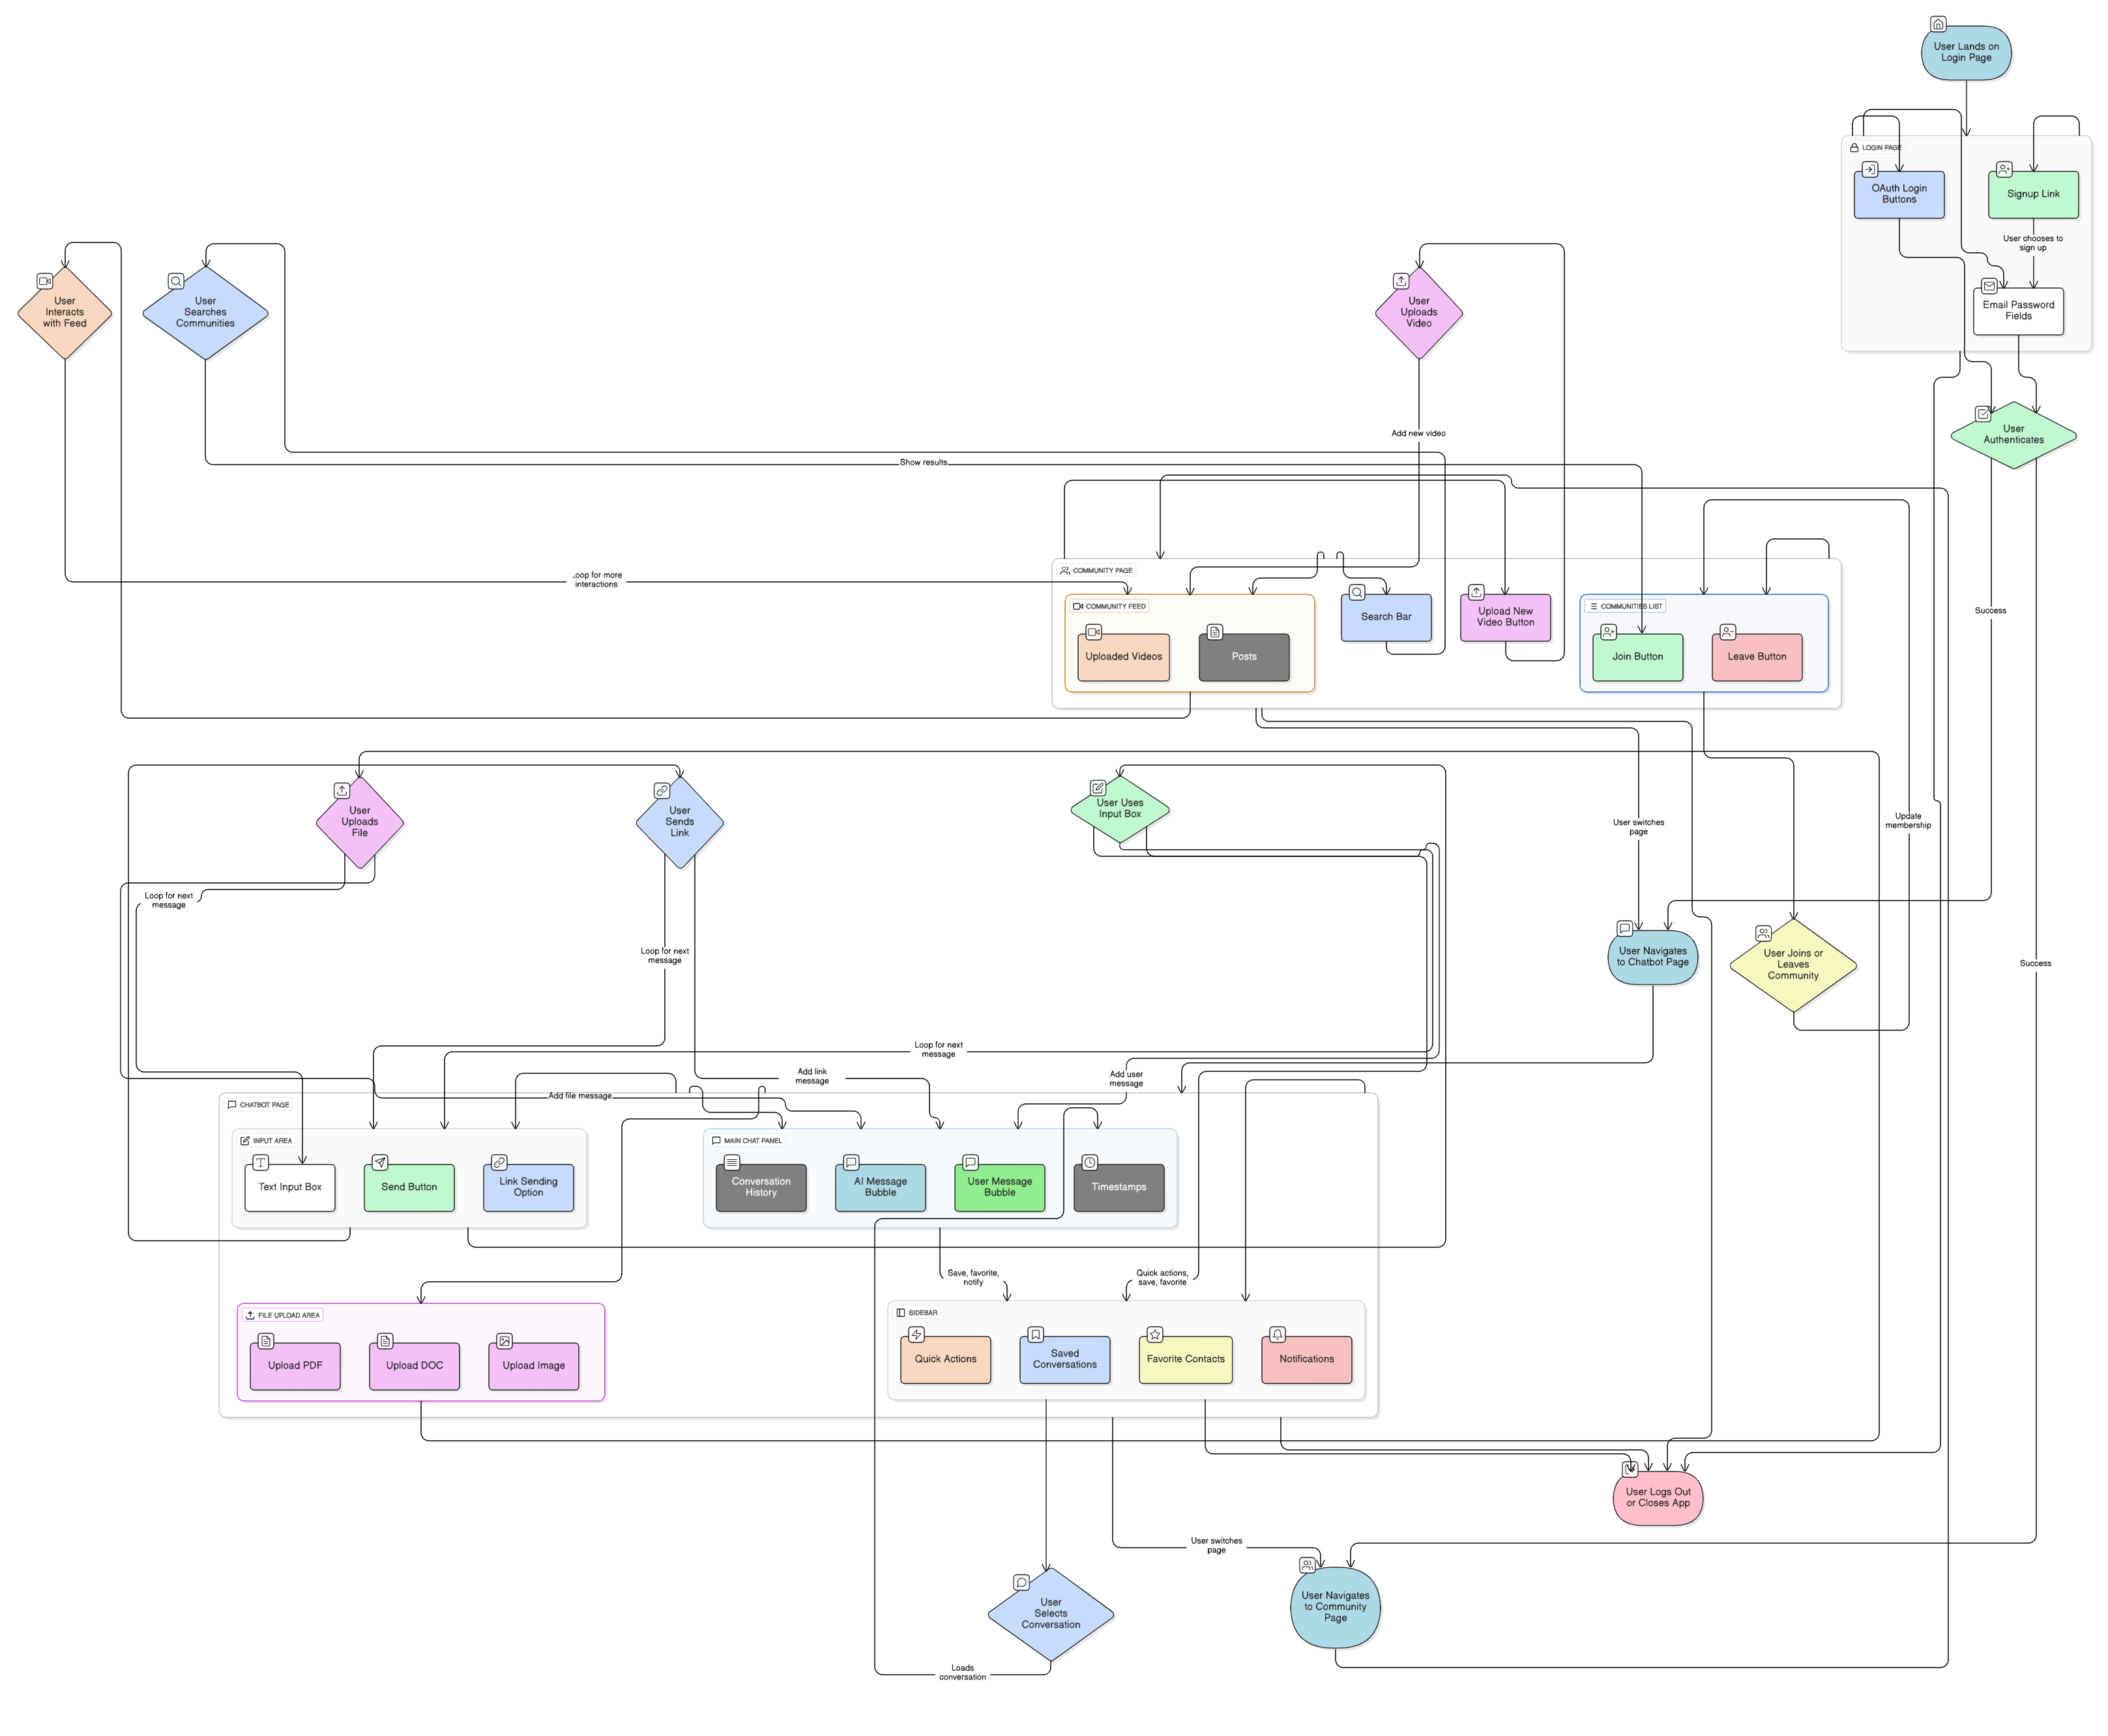 User Lands on
Login Page
LOGIN PAGE
OAuth Login
Buttons
Signup Link
User chooses to
sign up
Email Password
Fields
User
Interacts
with Feed
User
Searches
Communities
User
Uploads
Video
User
Authenticates
Add new video
Show results
Loop for more
interactions
COMMUNITY PAGE
COMMUNITY FEED
Uploaded Videos
Posts
Search Bar
Upload New
Video Button
COMMUNITIES LIST
Join Button
Leave Button
Success
User
Uploads
File
User
Sends
Link
User Uses
Input Box
User switches
page
Update
membership
Loop for next
message
Loop for next
message
User Navigates
to Chatbot Page
User Joins or
Leaves
Community
Success
Loop for next
message
Add link
message
Add user
message
Add file message
CHATBOT PAGE
INPUT AREA
Text Input Box
Send Button
Link Sending
Option
MAIN CHAT PANEL
Conversation
History
AI Message
Bubble
User Message
Bubble
Timestamps
Save, favorite,
notify
Quick actions,
save, favorite
FILE UPLOAD AREA
Upload PDF
Upload DOC
Upload Image
SIDEBAR
Quick Actions
Saved
Conversations
Favorite Contacts
Notifications
User Logs Out
or Closes App
User switches
page
User
Selects
Conversation
User Navigates
to Community
Page
Loads
conversation